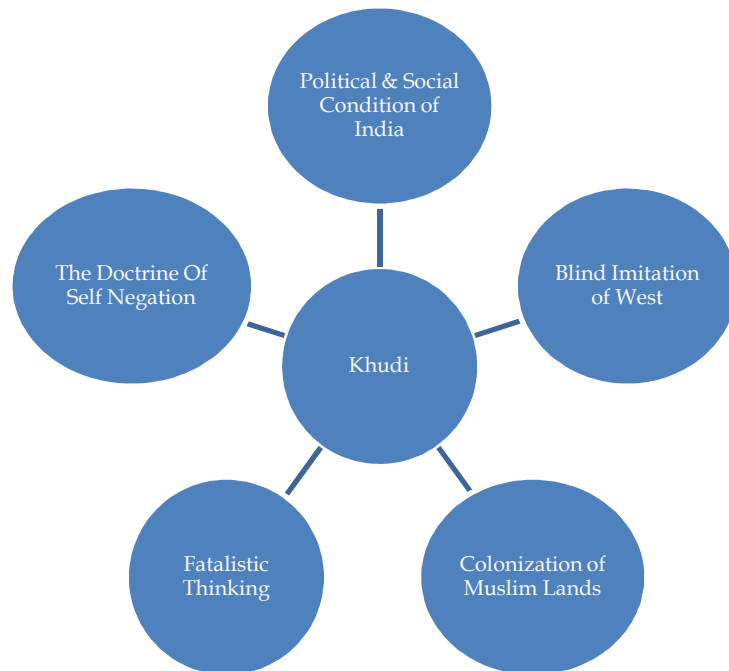 Political & Social
Condition of
India
The Doctrine Of
Self Negation
Blind Imitation
of West
Khudi
Fatalistic
Thinking
Colonization of
Muslim Lands